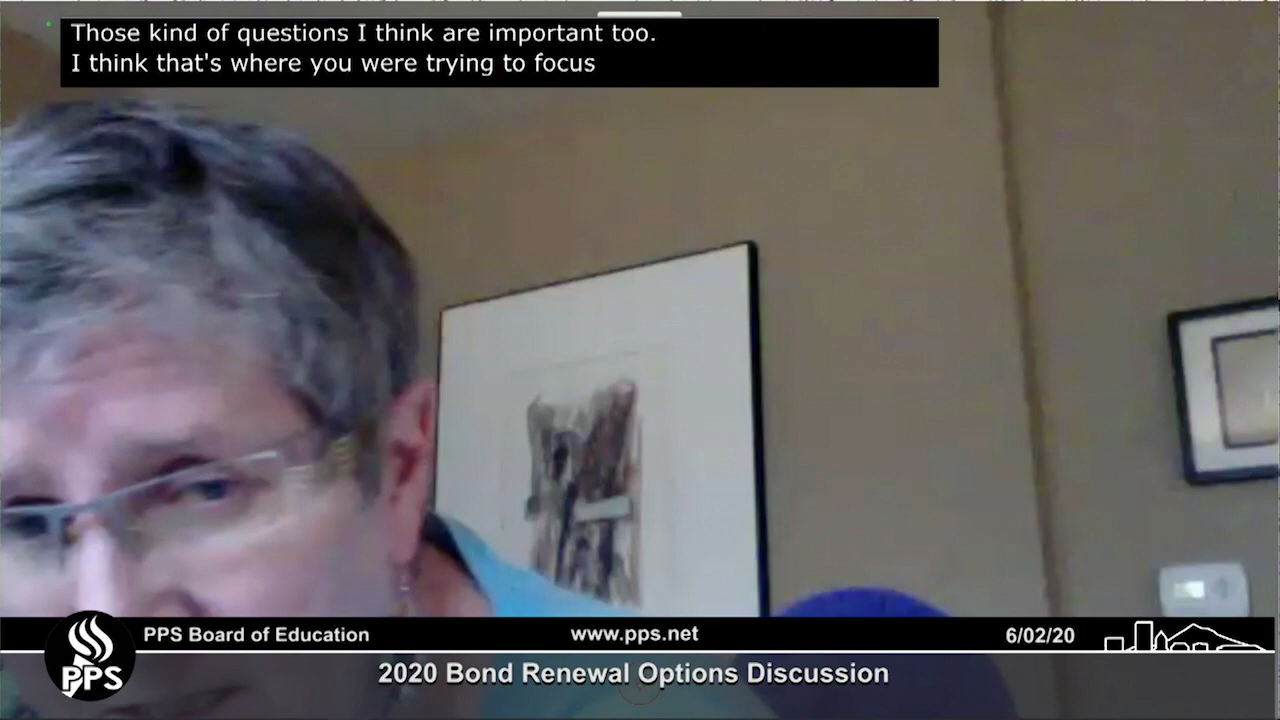 Those kind of questions I think are important too.
I think that's where you were trying to focus
PPS Board of Education
www.pps.net
6/02/20
PPS
2020 Bond Renewal Options Discussion